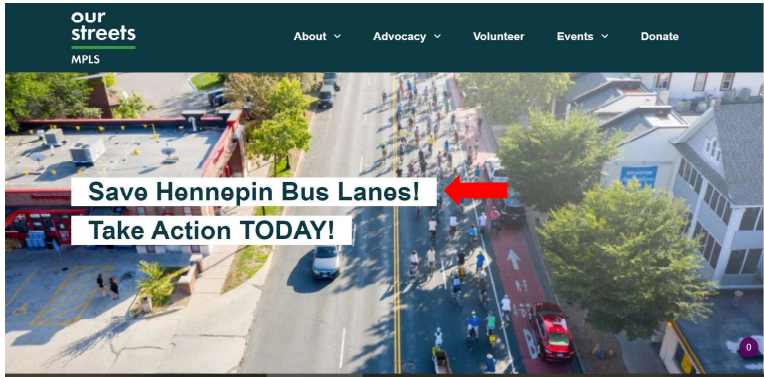 our
streets
MPLS
About
Advocacy
Volunteer
Events
Donate
Save Hennepin Bus Lanes!
Take Action TODAY!
0